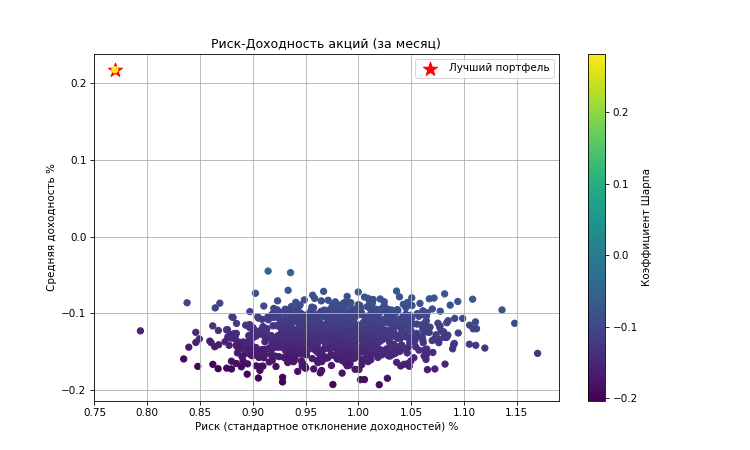 Риск-Доходность акций (за месяц)
Лучший портфель
Средняя доходность %
0.2
0.1
0.0
−0.1
−0.2
0.75 0.80 0.85 0.90 0.95 1.00 1.05 1.10 1.15
Риск (стандартное отклонение доходностей) %
0.2
0.1
0.0
−0.1
−0.2
Коэффициент Шарпа